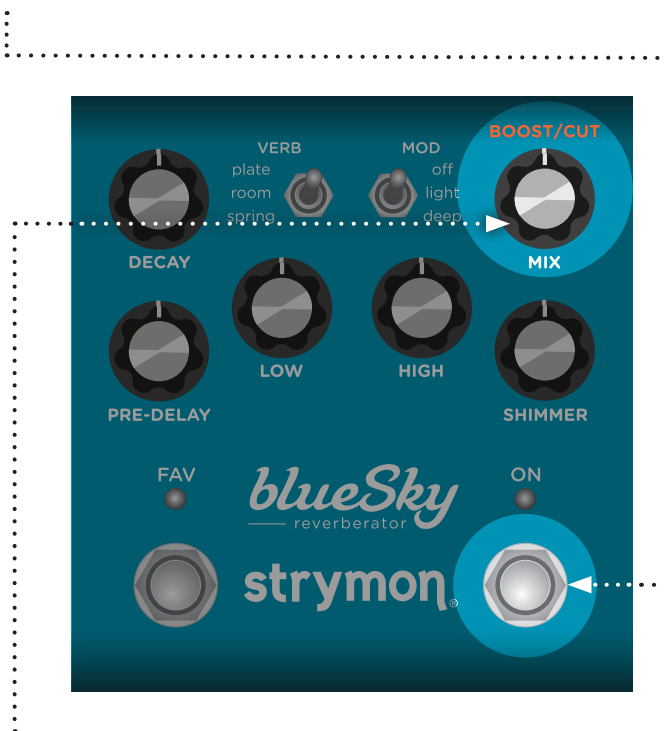 BOOST/CUT
VERB
MOD
plate
off
room
light
spring
deep
DECAY
MIX
LOW
HIGH
PRE-DELAY
SHIMMER
FAV
ON
blueSky
reverberator
strymon®